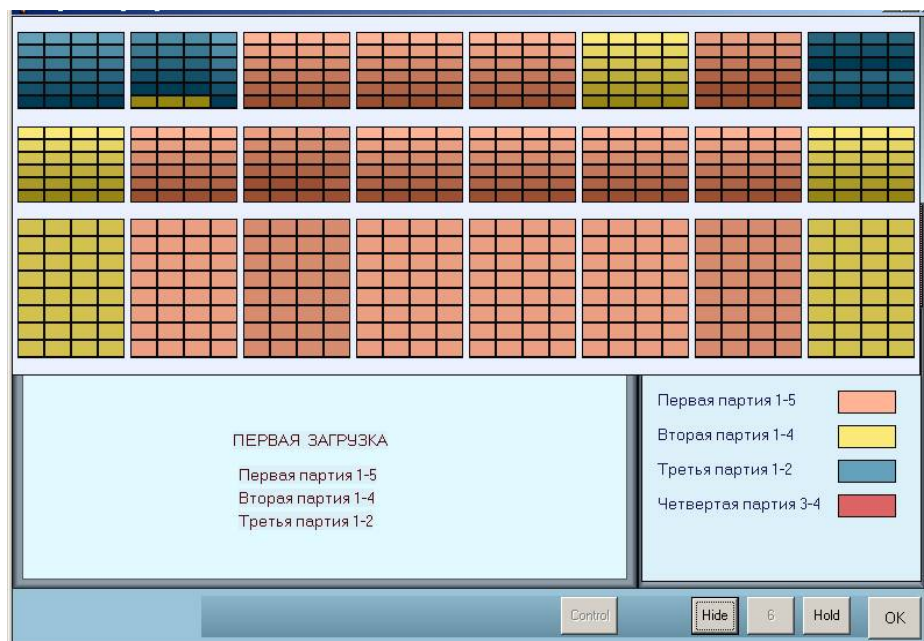 ПЕРВАЯ ЗАГРУЗКА
Первая партия 1-5
Вторая партия 1-4
Третья партия 1-2
Первая партия 1-5
Вторая партия 1-4
Третья партия 1-2
Четвертая партия 3-4
Control
Hide
6
Hold
OK